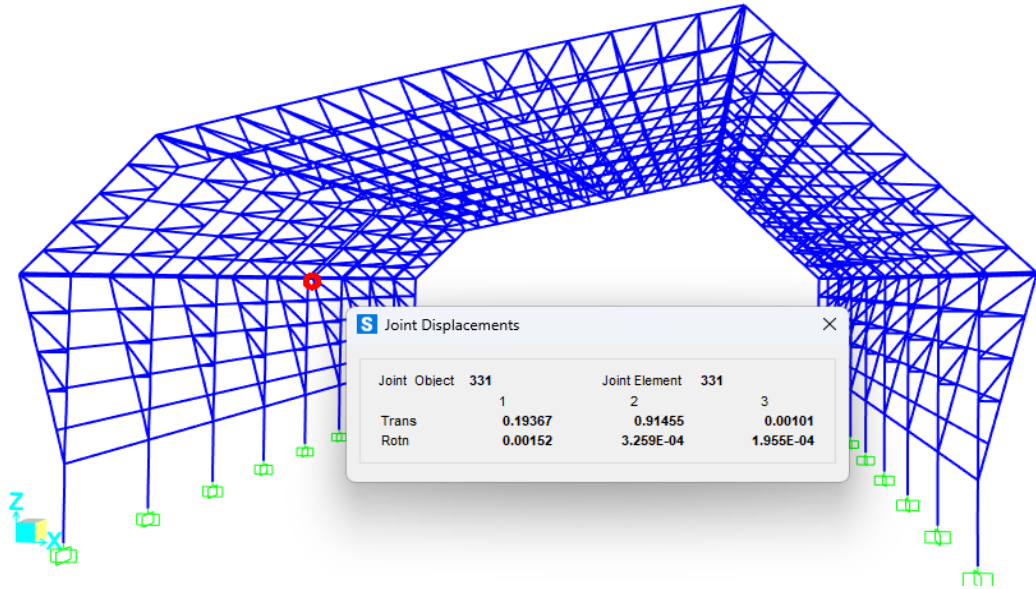 S Joint Displacements
Joint Object 331 Joint Element 331
1 2 3
Trans 0.19367 0.91455 0.00101
Rotn 0.00152 3.259E-04 1.955E-04
Z
X